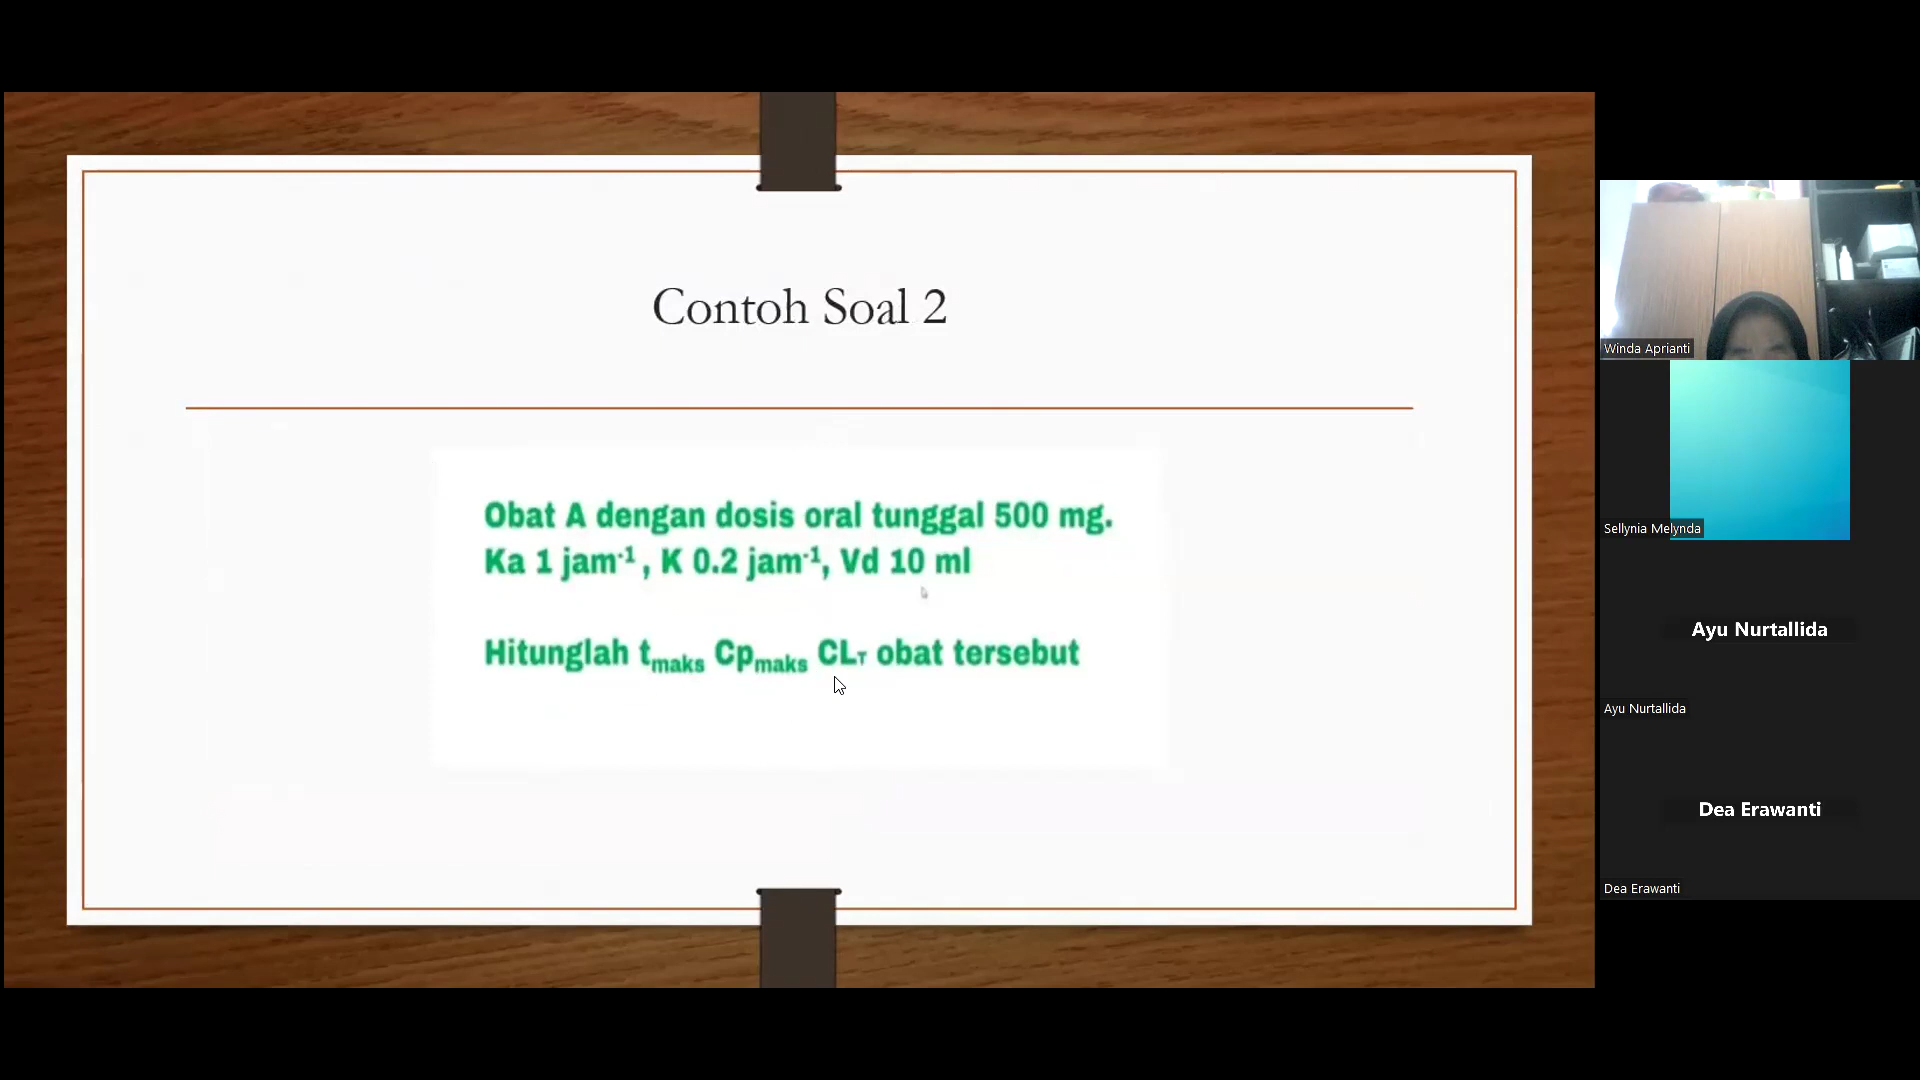 Contoh Soal 2
Obat A dengan dosis oral tunggal 500 mg.
Ka 1 jam⁻¹ , K 0.2 jam⁻¹, Vd 10 ml
Hitunglah tmaks Cpmaks CLT obat tersebut
Winda Aprianti
Sellynia Melynda
Ayu Nurtallida
Ayu Nurtallida
Dea Erawanti
Dea Erawanti